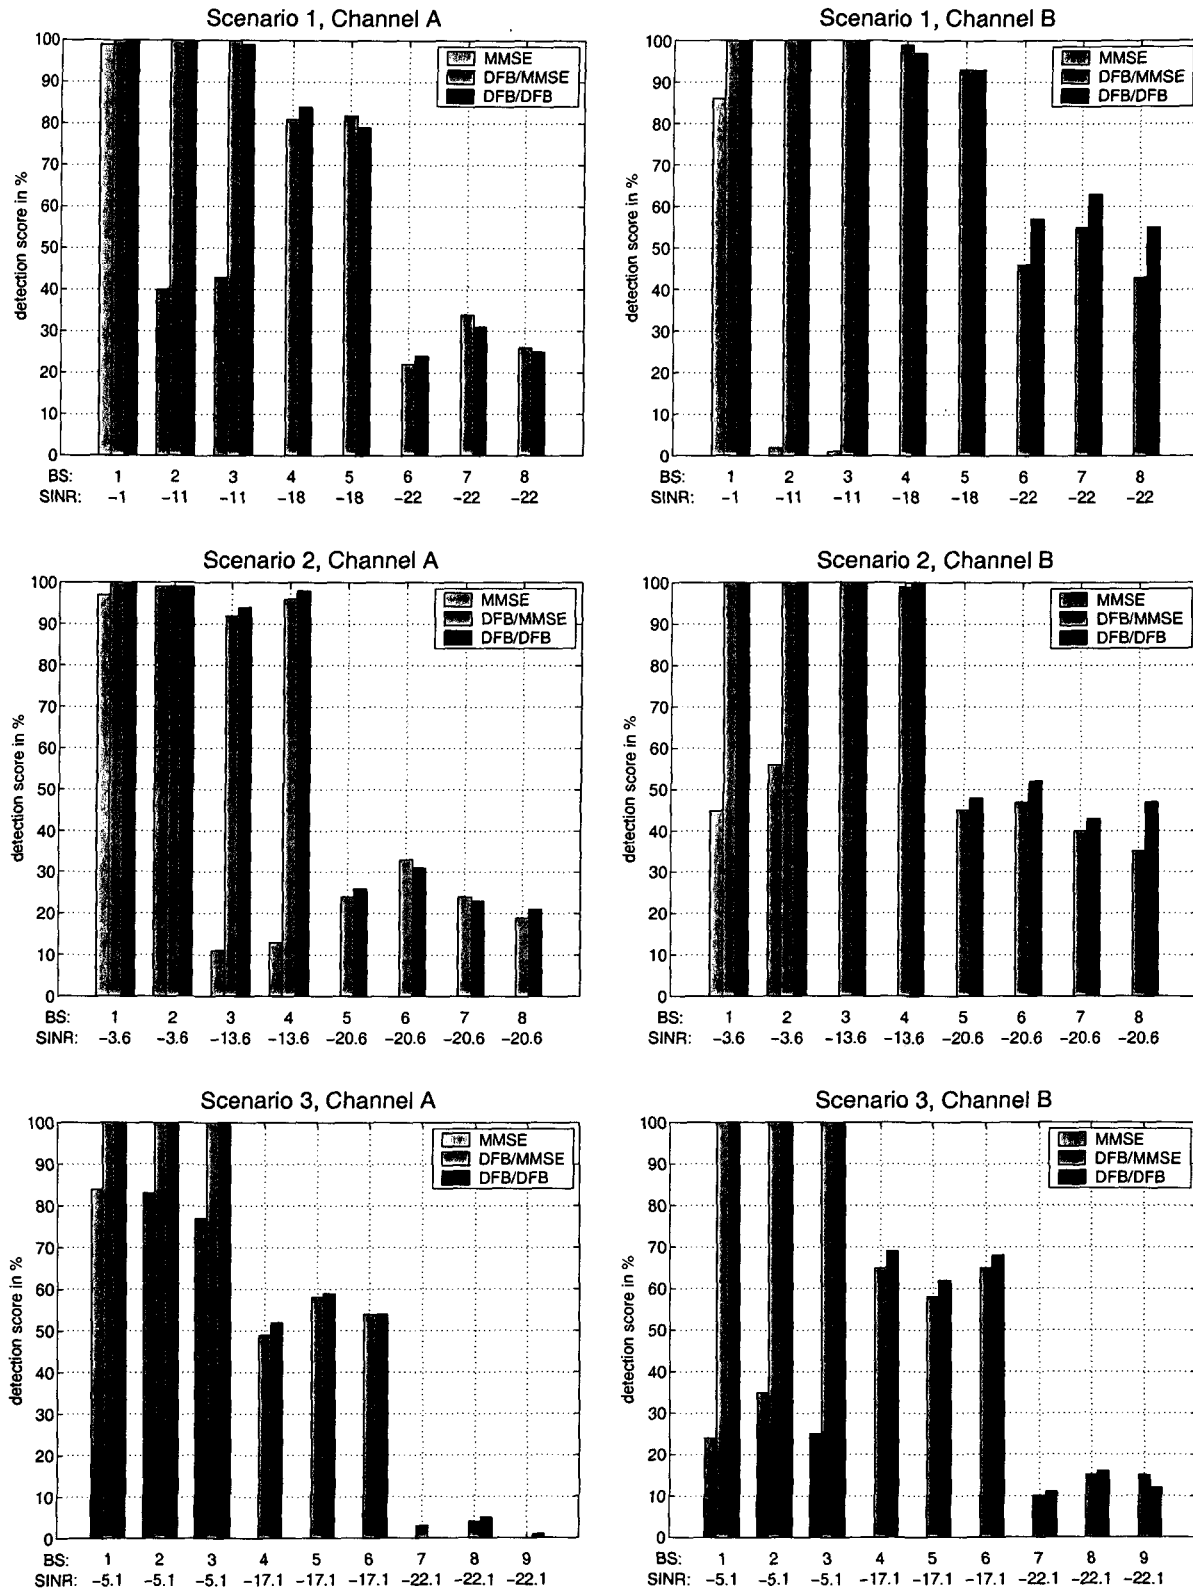 Scenario 1, Channel A
detection score in %
100
90
80
70
60
50
40
30
20
10
0
MMSE
DFB/MMSE
DFB/DFB
BS: 1 2 3 4 5 6 7 8
SINR: −1 −11 −11 −18 −18 −22 −22 −22
Scenario 1, Channel B
detection score in %
100
90
80
70
60
50
40
30
20
10
0
MMSE
DFB/MMSE
DFB/DFB
BS: 1 2 3 4 5 6 7 8
SINR: −1 −11 −11 −18 −18 −22 −22 −22
Scenario 2, Channel A
detection score in %
100
90
80
70
60
50
40
30
20
10
0
MMSE
DFB/MMSE
DFB/DFB
BS: 1 2 3 4 5 6 7 8
SINR: −3.6 −3.6 −13.6 −13.6 −20.6 −20.6 −20.6 −20.6
Scenario 2, Channel B
detection score in %
100
90
80
70
60
50
40
30
20
10
0
MMSE
DFB/MMSE
DFB/DFB
BS: 1 2 3 4 5 6 7 8
SINR: −3.6 −3.6 −13.6 −13.6 −20.6 −20.6 −20.6 −20.6
Scenario 3, Channel A
detection score in %
100
90
80
70
60
50
40
30
20
10
0
MMSE
DFB/MMSE
DFB/DFB
BS: 1 2 3 4 5 6 7 8 9
SINR: −5.1 −5.1 −5.1 −17.1 −17.1 −17.1 −22.1 −22.1 −22.1
Scenario 3, Channel B
detection score in %
100
90
80
70
60
50
40
30
20
10
0
MMSE
DFB/MMSE
DFB/DFB
BS: 1 2 3 4 5 6 7 8 9
SINR: −5.1 −5.1 −5.1 −17.1 −17.1 −17.1 −22.1 −22.1 −22.1